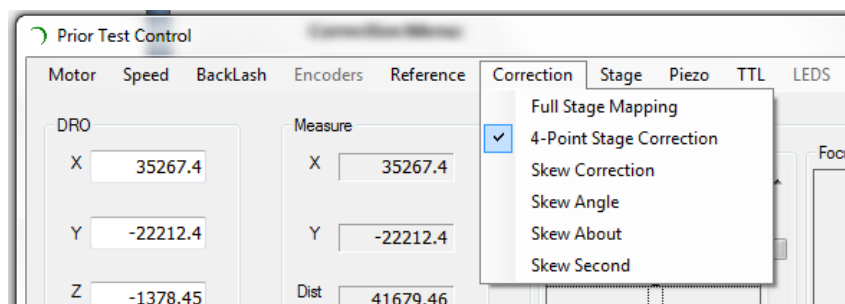 Prior Test Control
Motor Speed BackLash Encoders Reference Correction Stage Piezo TTL LEDS
Full Stage Mapping
4-Point Stage Correction
Skew Correction
Skew Angle
Skew About
Skew Second
DRO
X 35267.4
Y -22212.4
Z -1378.45
Measure
X 35267.4
Y -22212.4
Dist 41679.46